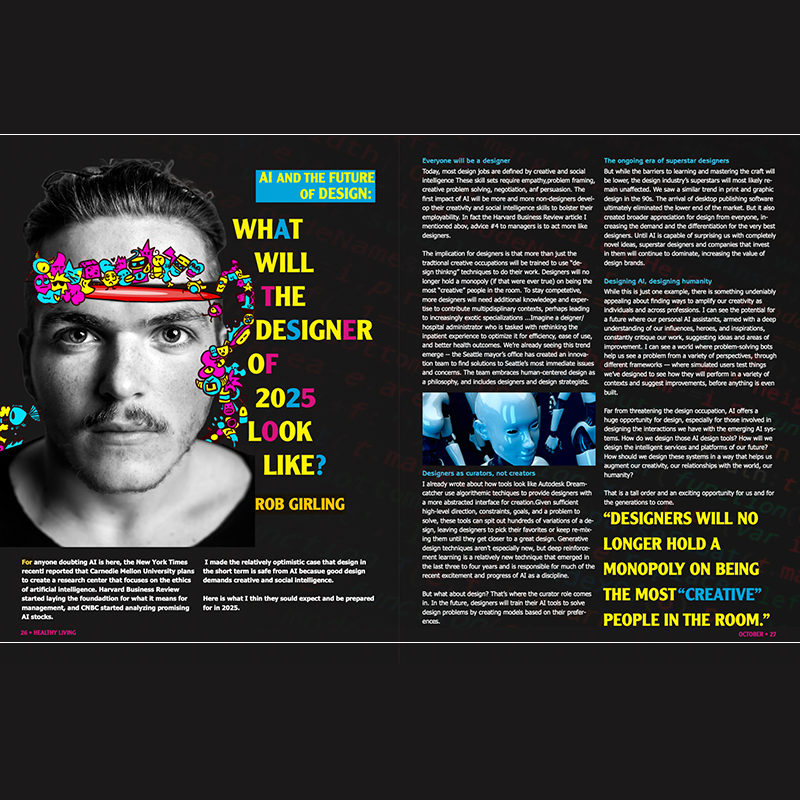 AI AND THE FUTURE
OF DESIGN:
WHAT
WILL
THE
DESIGNER
OF
2025
LOOK
LIKE?
ROB GIRLING
For anyone doubting AI is here, the New York Times
recentl reported that Carnedie Mellon University plans
to create a research center that focuses on the ethics
of artificial intelligence. Harvard Business Review
started laying the foundadtion for what it means for
management, and CNBC started analyzing promising
AI stocks.
I made the relatively optimistic case that design in
the short term is safe from AI becasue good design
demands creative and social intelligence.
Here is what I thin they sould expect and be prepared
for in 2025.
26 • HEALTHY LIVING
Everyone will be a designer
Today, most design jobs are defined by creative and social
intelligence These skill sets require empathy,problem framing,
creative problem solving, negotiation, anf persuasion. The
first impact of AI will be more and more non-designers devel-
op their creativity and social intelligence skills to bolster their
employability. In fact the Harvard Business Review article I
mentioned abov, advice #4 to managers is to act more like
designers.
The implication for designers is that more than just the
traditional creative occupations will be trained to use “de-
sign thinking” techniques to do their work. Designers will no
longer hold a monopoly (if that were ever true) on being the
most “creative” people in the room. To stay competetive,
more designers will need additional knowledege and exper-
tise to contribute multipdisplinary contexts, perhaps leading
to increasingly exotic specializations ...Imagine a deigner/
hospital administrator who is tasked with rethinking the
inpatient experience to optimize it for efficiency, ease of use,
and better health outcomes. We’re already seeing this trend
emerge -- the Seattle mayor’s office has created an innova-
tion team to find solutions to Seattle’s most immediate issues
and concerns. The team embraces human-centered design as
a philosophy, and includes designers and design strategists.
Designers as curators, not creators
I already wrote about how tools look like Autodesk Dream-
catcher use algorithmic techniques to provide designers with
a more abstracted interface for creation.Given sufficient
high-level direction, constraints, goals, and a problem to
solve, these tools can spit out hundreds of variations of a de-
sign, leaving designers to pick their favorites or keep re-mix-
ing them until they get closer to a great design. Generative
design techniques aren’t especially new, but deep reinforce-
ment learning is a relatively new technique that emerged in
the last three to four years and is responsible for much of the
recent excitement and progress of AI as a discipline.
But what about design? That’s where the curator role comes
in. In the future, designers will train their AI tools to solve
design problems by creating models based on their prefer-
ences.
The ongoing era of superstar designers
But while the barriers to learning and mastering the craft will
be lower, the design industry’s superstars will most likely re-
main unaffected. We saw a similar trend in print and graphic
design in the 90s. The arrival of desktop publishing software
ultimately eliminated the lower end of the market. But it also
created broader appreciation for design from everyone, in-
creasing the demand and the differentiation for the very best
designers. Until AI is capable of surprising us with completely
novel ideas, superstar designers and companies that invest
in them will continue to dominate, increasing the value of
design brands.
Designing AI, designing humanity
While this is just one example, there is something undeniably
appealing about finding ways to amplify our creativity as
individuals and across professions. I can see the potential for
a future where our personal AI assistants, armed with a deep
understanding of our influences, heroes, and inspirations,
constantly critique our work, suggesting ideas and areas of
improvement. I can see a world where problem-solving bots
help us see a problem from a variety of perspectives, through
different frameworks — where simulated users test things
we’ve designed to see how they will perform in a variety of
contexts and suggest improvements, before anything is even
built.
Far from threatening the design occupation, AI offers a
huge opportunity for design, especially for those involved in
designing the interactions we have with the emerging AI sys-
tems. How do we design those AI design tools? How will we
design the intelligent services and platforms of our future?
How should we design these systems in a way that helps us
augment our creativity, our relationships with the world, our
humanity?
That is a tall order and an exciting opportunity for us and for
the generations to come.
“DESIGNERS WILL NO
LONGER HOLD A
MONOPOLY ON BEING
THE MOST “CREATIVE”
PEOPLE IN THE ROOM.”
OCTOBER • 27